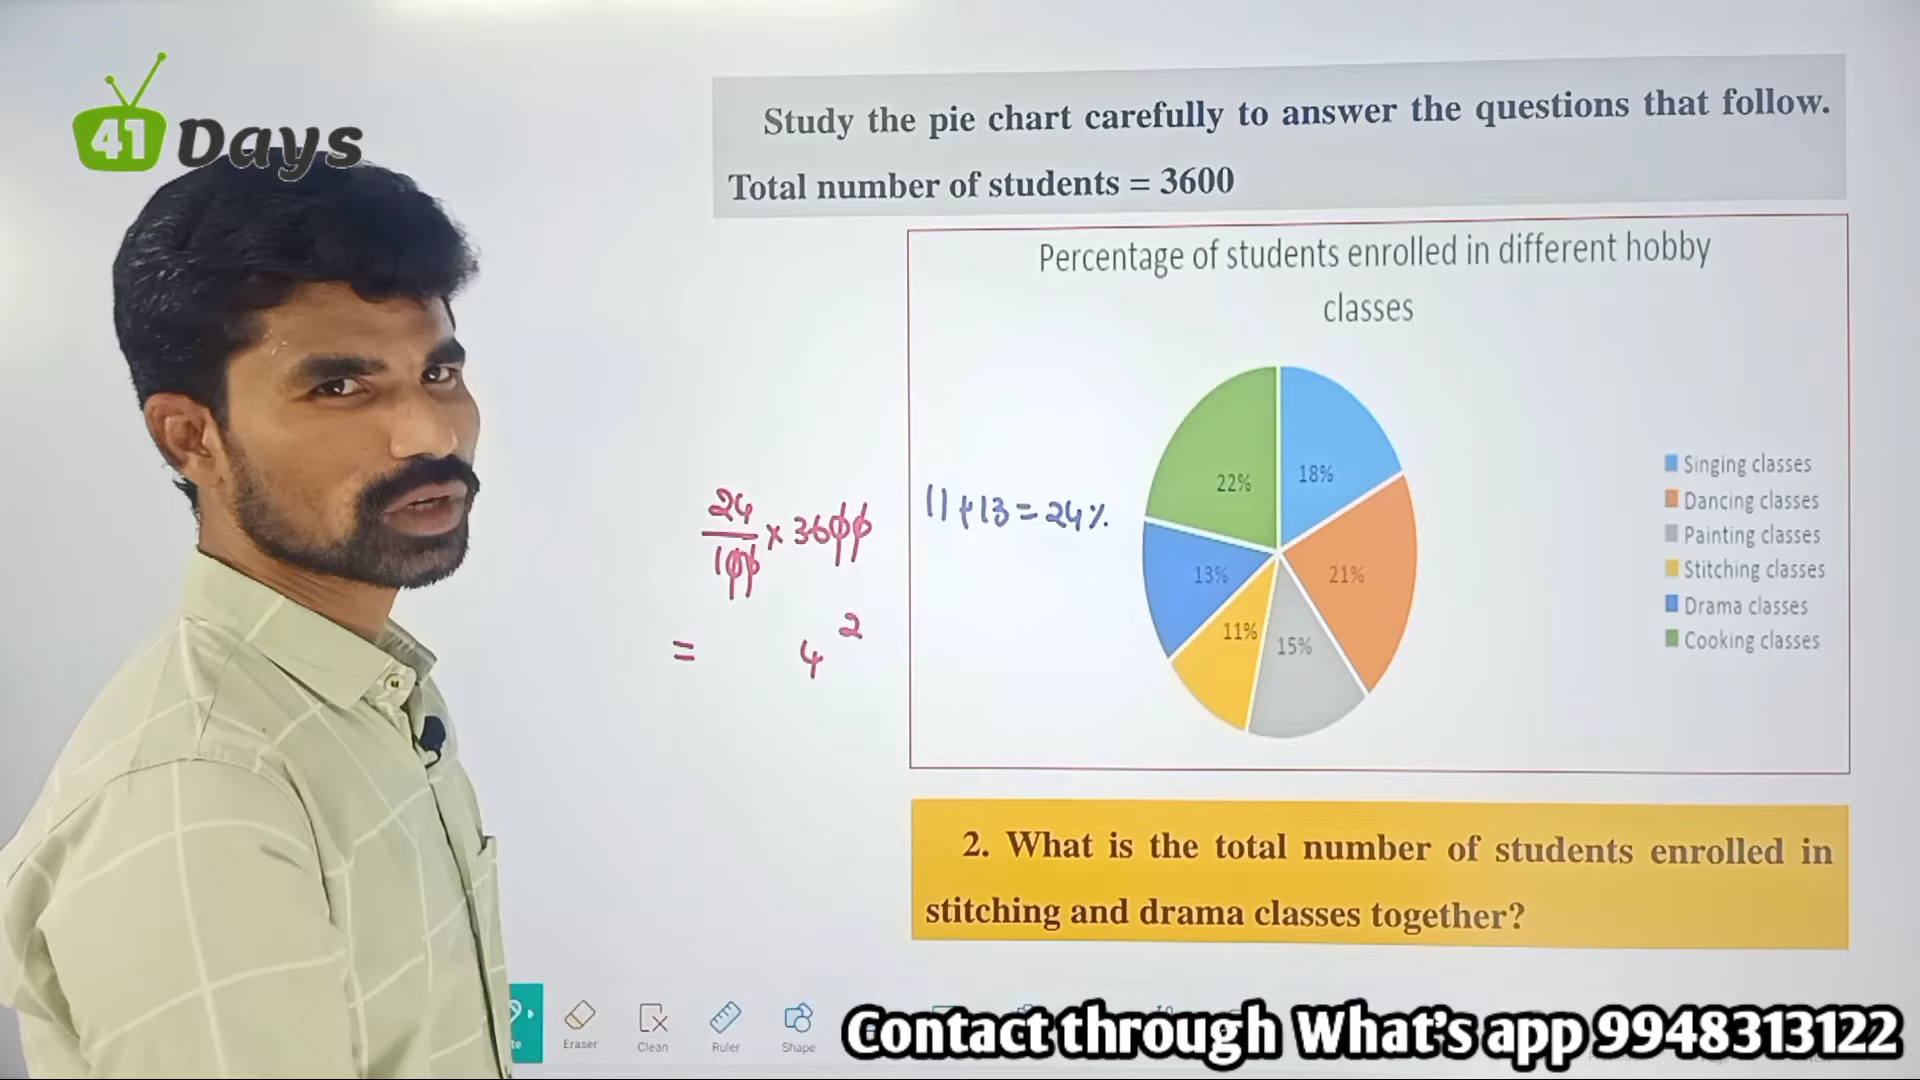 41 Days
Study the pie chart carefully to answer the questions that follow.
Total number of students = 3600
Percentage of students enrolled in different hobby
classes
22%
18%
13%
21%
11%
15%
Singing classes
Dancing classes
Painting classes
Stitching classes
Drama classes
Cooking classes
11+13=24%
24
100
× 3600
=
2
4
2. What is the total number of students enrolled in
stitching and drama classes together?
Eraser
Clean
Ruler
Shape
Contact through What's app 9948313122